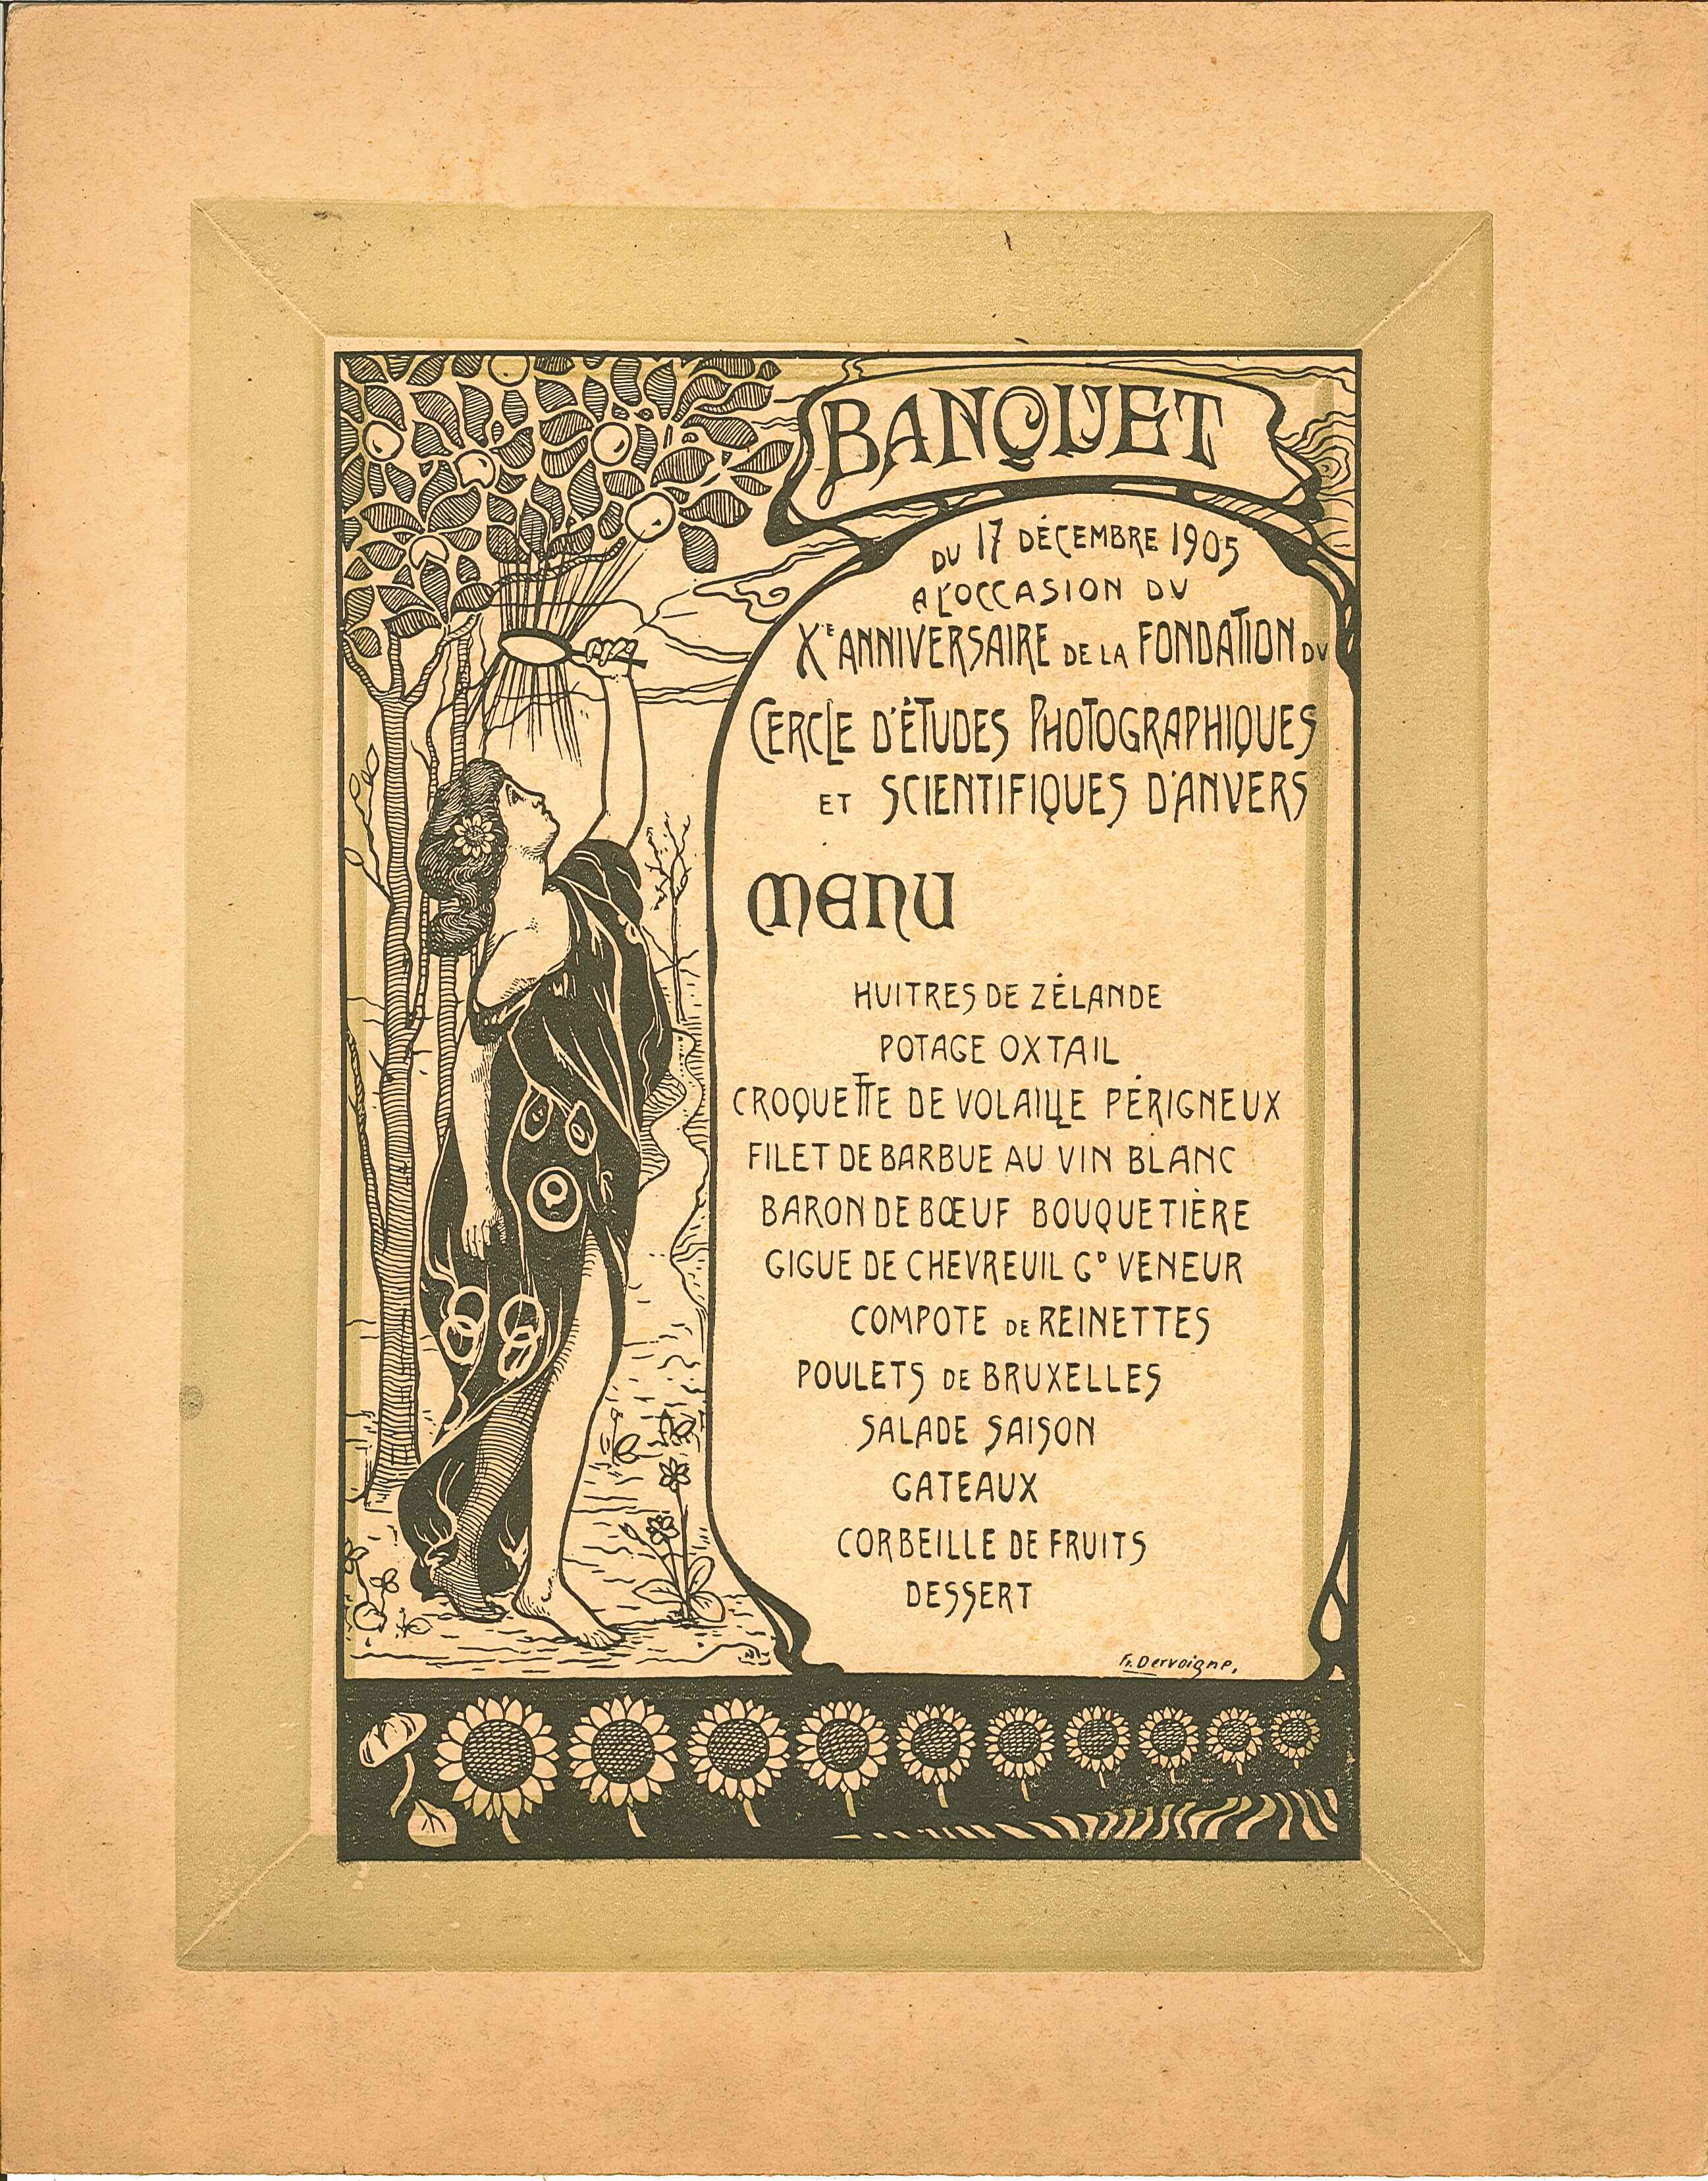 BANQUET
DU 17 DÉCEMBRE 1905
A L'OCCASION DU
XE ANNIVERSAIRE DE LA FONDATION DU
CERCLE D'ÉTUDES PHOTOGRAPHIQUES
ET SCIENTIFIQUES D'ANVERS
MENU
HUITRES DE ZÉLANDE
POTAGE OXTAIL
CROQUETTE DE VOLAILLE PÉRIGNEUX
FILET DE BARBUE AU VIN BLANC
BARON DE BŒUF BOUQUETIÈRE
GIGUE DE CHEVREUIL GD VENEUR
COMPOTE DE REINETTES
POULETS DE BRUXELLES
SALADE SAISON
GATEAUX
CORBEILLE DE FRUITS
DESSERT
Fr. Dervoigne.